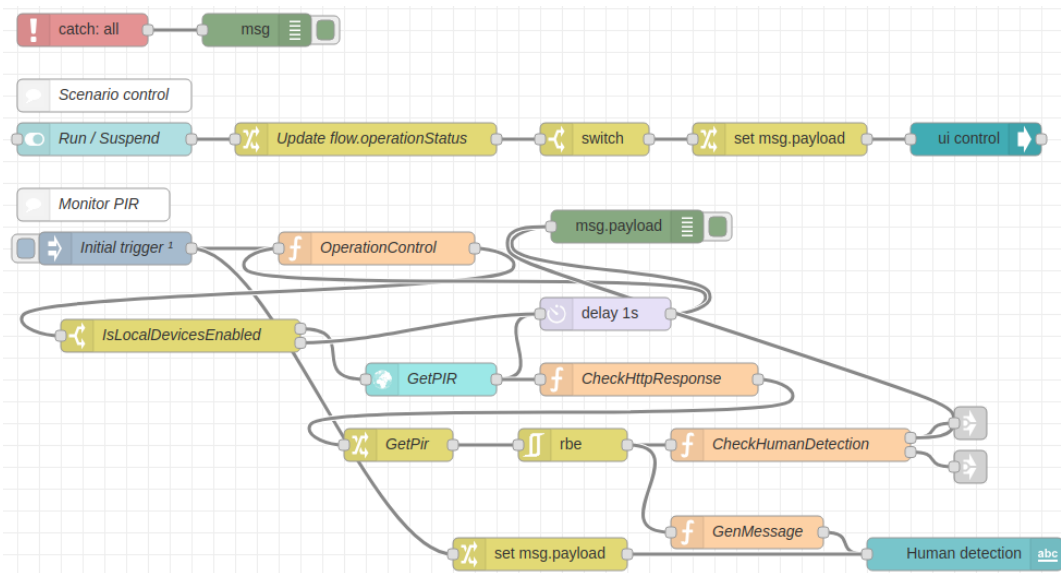 catch: all
msg
Scenario control
Run / Suspend
Update flow.operationStatus
switch
set msg.payload
ui control
Monitor PIR
msg.payload
Initial trigger ¹
OperationControl
delay 1s
IsLocalDevicesEnabled
GetPIR
CheckHttpResponse
GetPir
rbe
CheckHumanDetection
GenMessage
set msg.payload
Human detection
abc